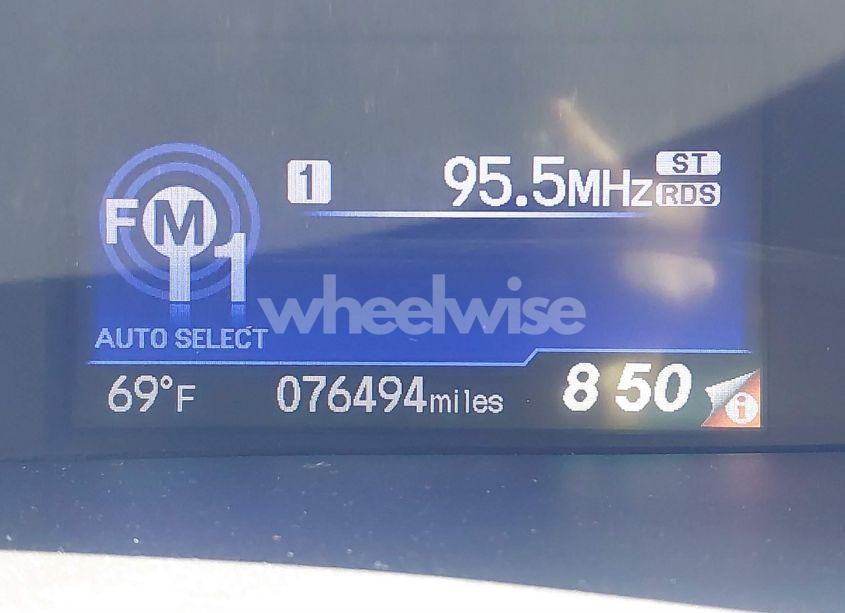 1 95.5MHz ST
RDS
FM1
wheelwise
AUTO SELECT
69°F 076494miles 8 50 i